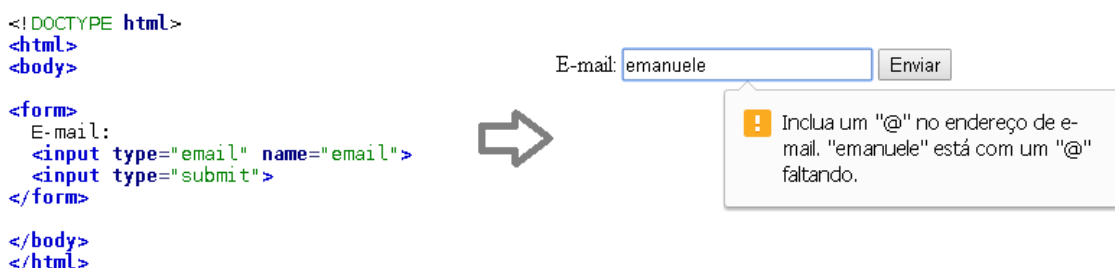 <!DOCTYPE html>
<html>
<body>
<form>
E-mail:
<input type="email" name="email">
<input type="submit">
</form>
</body>
</html>
E-mail: emanuele Enviar
Inclua um "@" no endereço de e-
mail. "emanuele" está com um "@"
faltando.